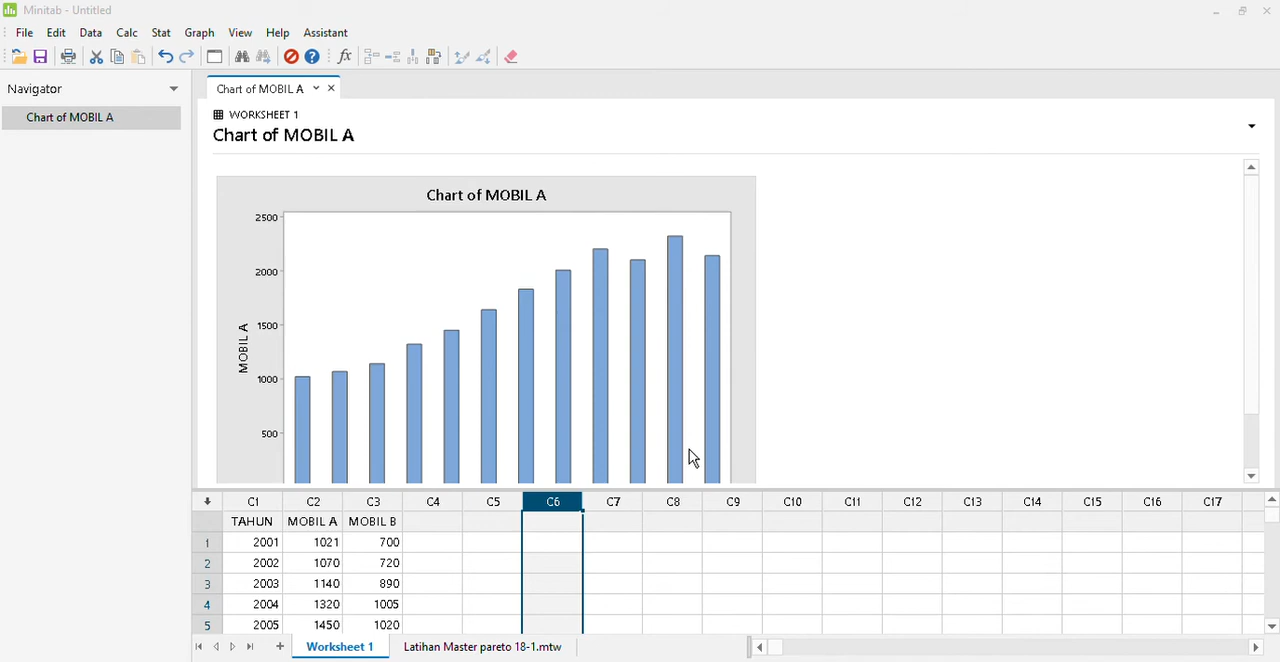 Minitab - Untitled
File Edit Data Calc Stat Graph View Help Assistant
fx
Navigator
Chart of MOBIL A
Chart of MOBIL A
WORKSHEET 1
Chart of MOBIL A
Chart of MOBIL A
2500
2000
1500
1000
500
MOBIL A
C1 C2 C3 C4 C5 C6 C7 C8 C9 C10 C11 C12 C13 C14 C15 C16 C17
TAHUN MOBIL A MOBIL B
1 2001 1021 700
2 2002 1070 720
3 2003 1140 890
4 2004 1320 1005
5 2005 1450 1020
Worksheet 1 Latihan Master pareto 18-1.mtw